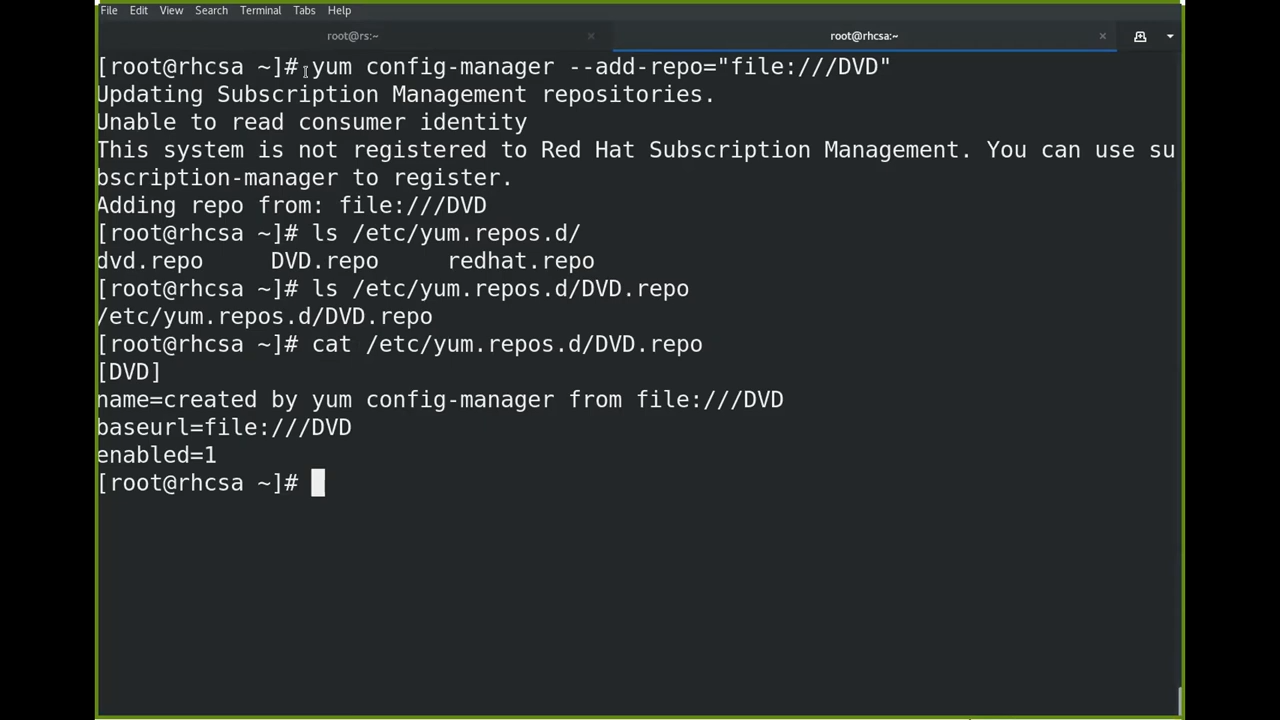 File Edit View Search Terminal Tabs Help
root@rs:~ × root@rhcsa:~ ×
[root@rhcsa ~]# yum config-manager --add-repo="file:///DVD"
Updating Subscription Management repositories.
Unable to read consumer identity
This system is not registered to Red Hat Subscription Management. You can use su
bscription-manager to register.
Adding repo from: file:///DVD
[root@rhcsa ~]# ls /etc/yum.repos.d/
dvd.repo     DVD.repo     redhat.repo
[root@rhcsa ~]# ls /etc/yum.repos.d/DVD.repo
/etc/yum.repos.d/DVD.repo
[root@rhcsa ~]# cat /etc/yum.repos.d/DVD.repo
[DVD]
name=created by yum config-manager from file:///DVD
baseurl=file:///DVD
enabled=1
[root@rhcsa ~]#